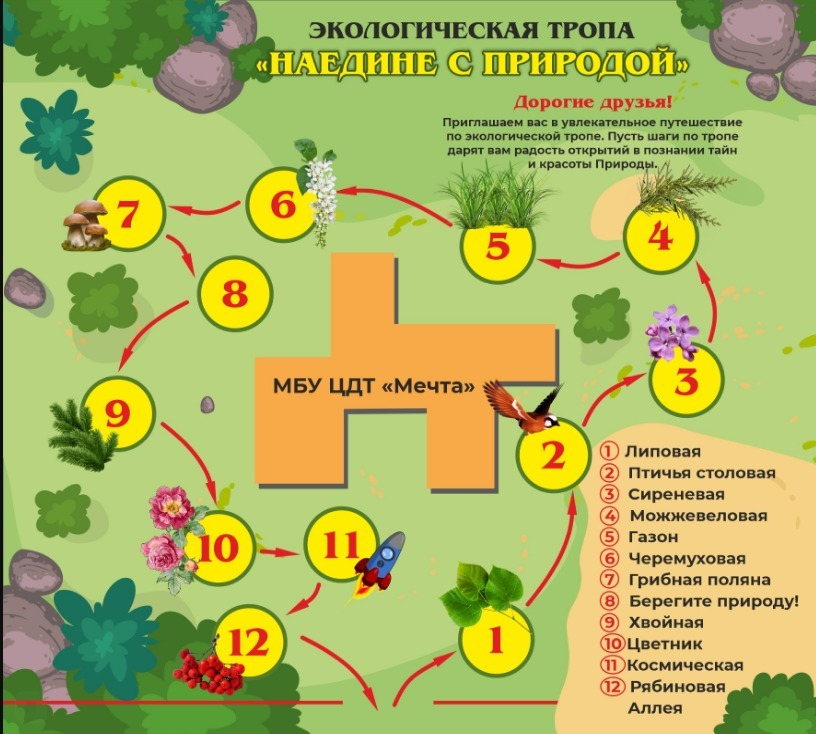 ЭКОЛОГИЧЕСКАЯ ТРОПА
«НАЕДИНЕ С ПРИРОДОЙ»
Дорогие друзья!
Приглашаем вас в увлекательное путешествие
по экологической тропе. Пусть шаги по тропе
дарят вам радость открытий в познании тайн
и красоты Природы.
7
6
5
4
8
МБУ ЦДТ «Мечта»
3
9
2
10
11
12
1
1 Липовая
2 Птичья столовая
3 Сиреневая
4 Можжевеловая
5 Газон
6 Черемуховая
7 Грибная поляна
8 Берегите природу!
9 Хвойная
10 Цветник
11 Космическая
12 Рябиновая
Аллея